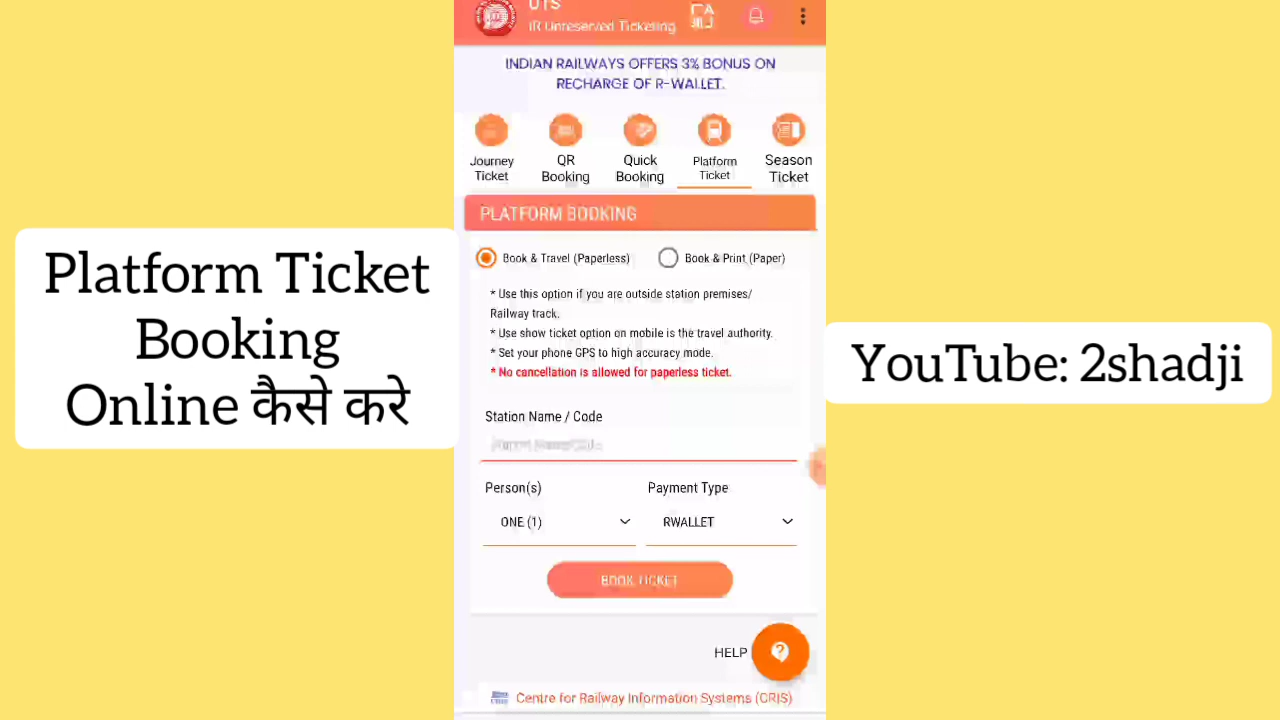 UTS
IR Unreserved Ticketing
INDIAN RAILWAYS OFFERS 3% BONUS ON
RECHARGE OF R-WALLET.
Journey
Ticket
QR
Booking
Quick
Booking
Platform
Ticket
Season
Ticket
PLATFORM BOOKING
Book & Travel (Paperless)
Book & Print (Paper)
* Use this option if you are outside station premises/
Railway track.
* Use show ticket option on mobile is the travel authority.
* Set your phone GPS to high accuracy mode.
* No cancellation is allowed for paperless ticket.
Station Name / Code
Person(s)
Payment Type
ONE (1)
RWALLET
BOOK TICKET
HELP
Centre for Railway Information Systems (CRIS)
Platform Ticket
Booking
Online कैसे करे
YouTube: 2shadji